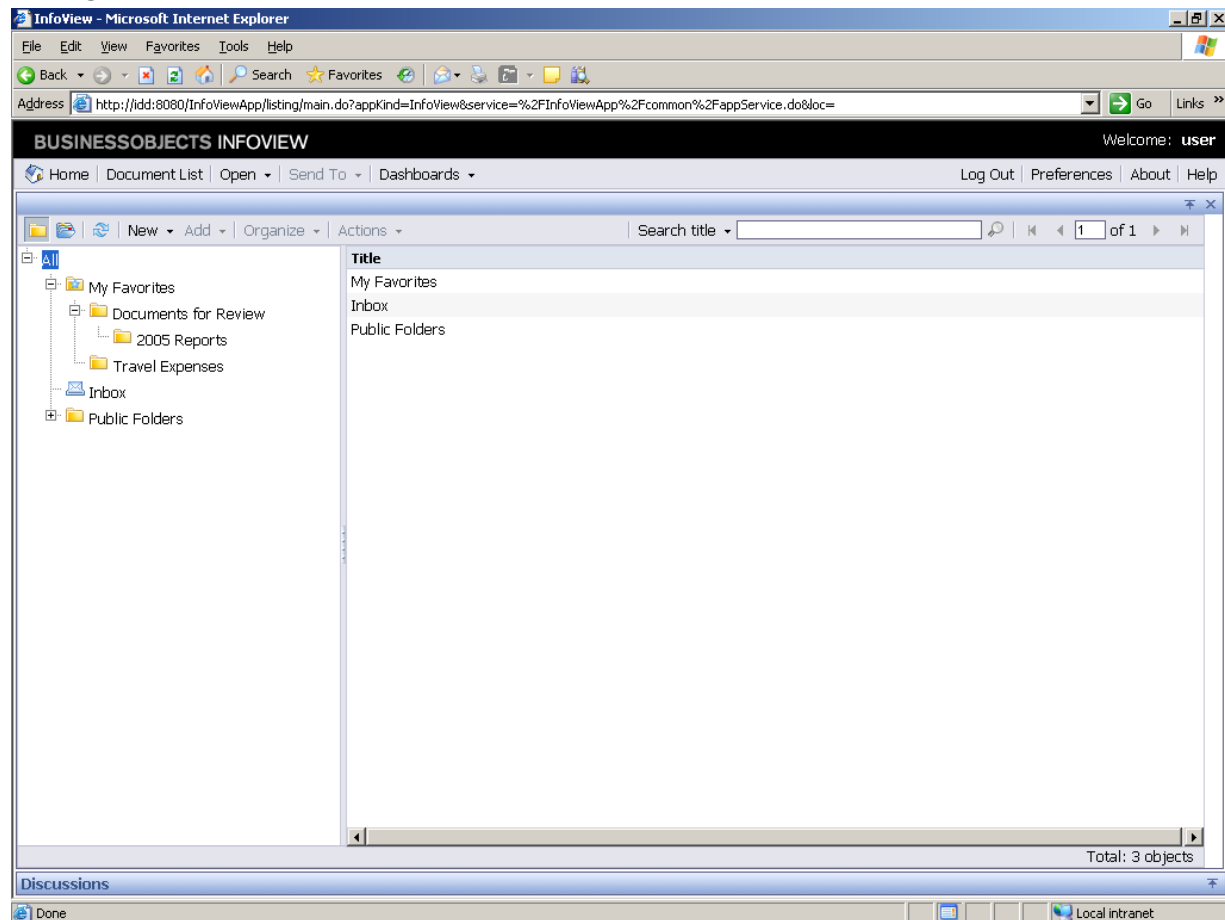 InfoView - Microsoft Internet Explorer
File Edit View Favorites Tools Help
Back Search Favorites
Address http://idd:8080/InfoViewApp/listing/main.do?appKind=InfoView&service=%2FInfoViewApp%2Fcommon%2FappService.do&loc= Go Links »
BUSINESSOBJECTS INFOVIEW Welcome: user
Home Document List Open Send To Dashboards Log Out Preferences About Help
New Add Organize Actions Search title 1 of 1
All Title
My Favorites My Favorites
Documents for Review Inbox
2005 Reports Public Folders
Travel Expenses
Inbox
Public Folders
Total: 3 objects
Discussions
Done Local intranet